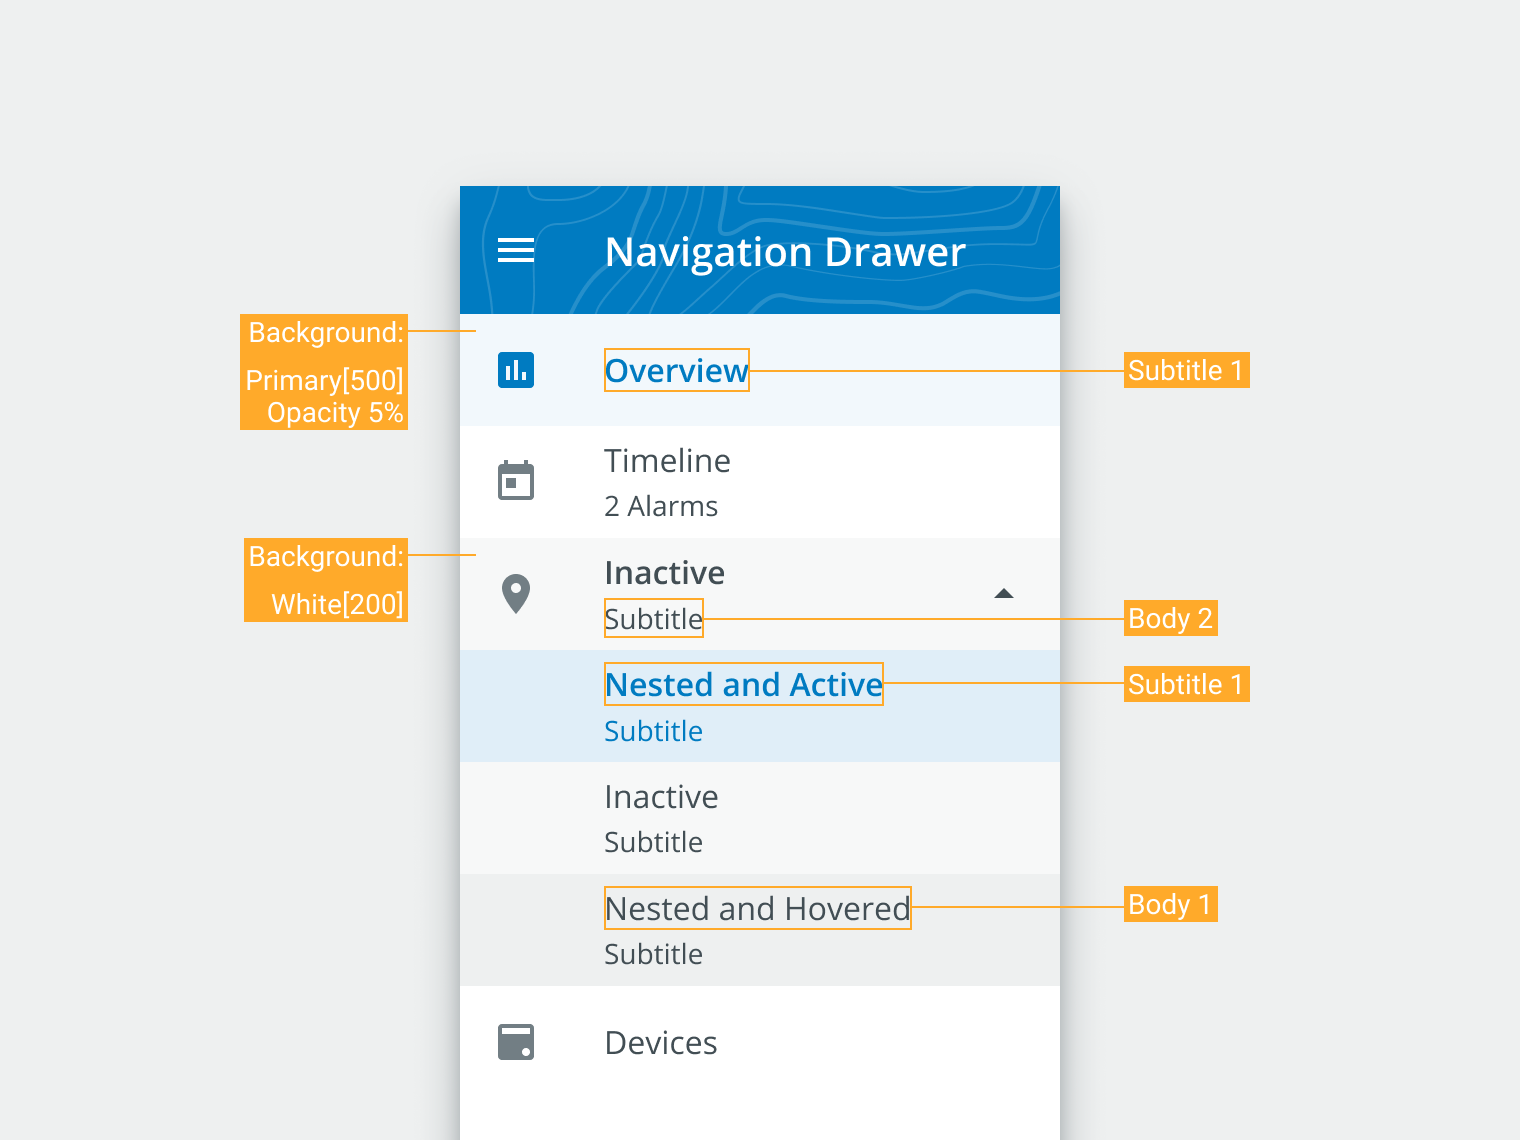 Navigation Drawer
Background:
Primary[500]
Opacity 5%
Overview
Subtitle 1
Timeline
2 Alarms
Background:
White[200]
Inactive
Subtitle
Body 2
Nested and Active
Subtitle 1
Subtitle
Inactive
Subtitle
Nested and Hovered
Body 1
Subtitle
Devices